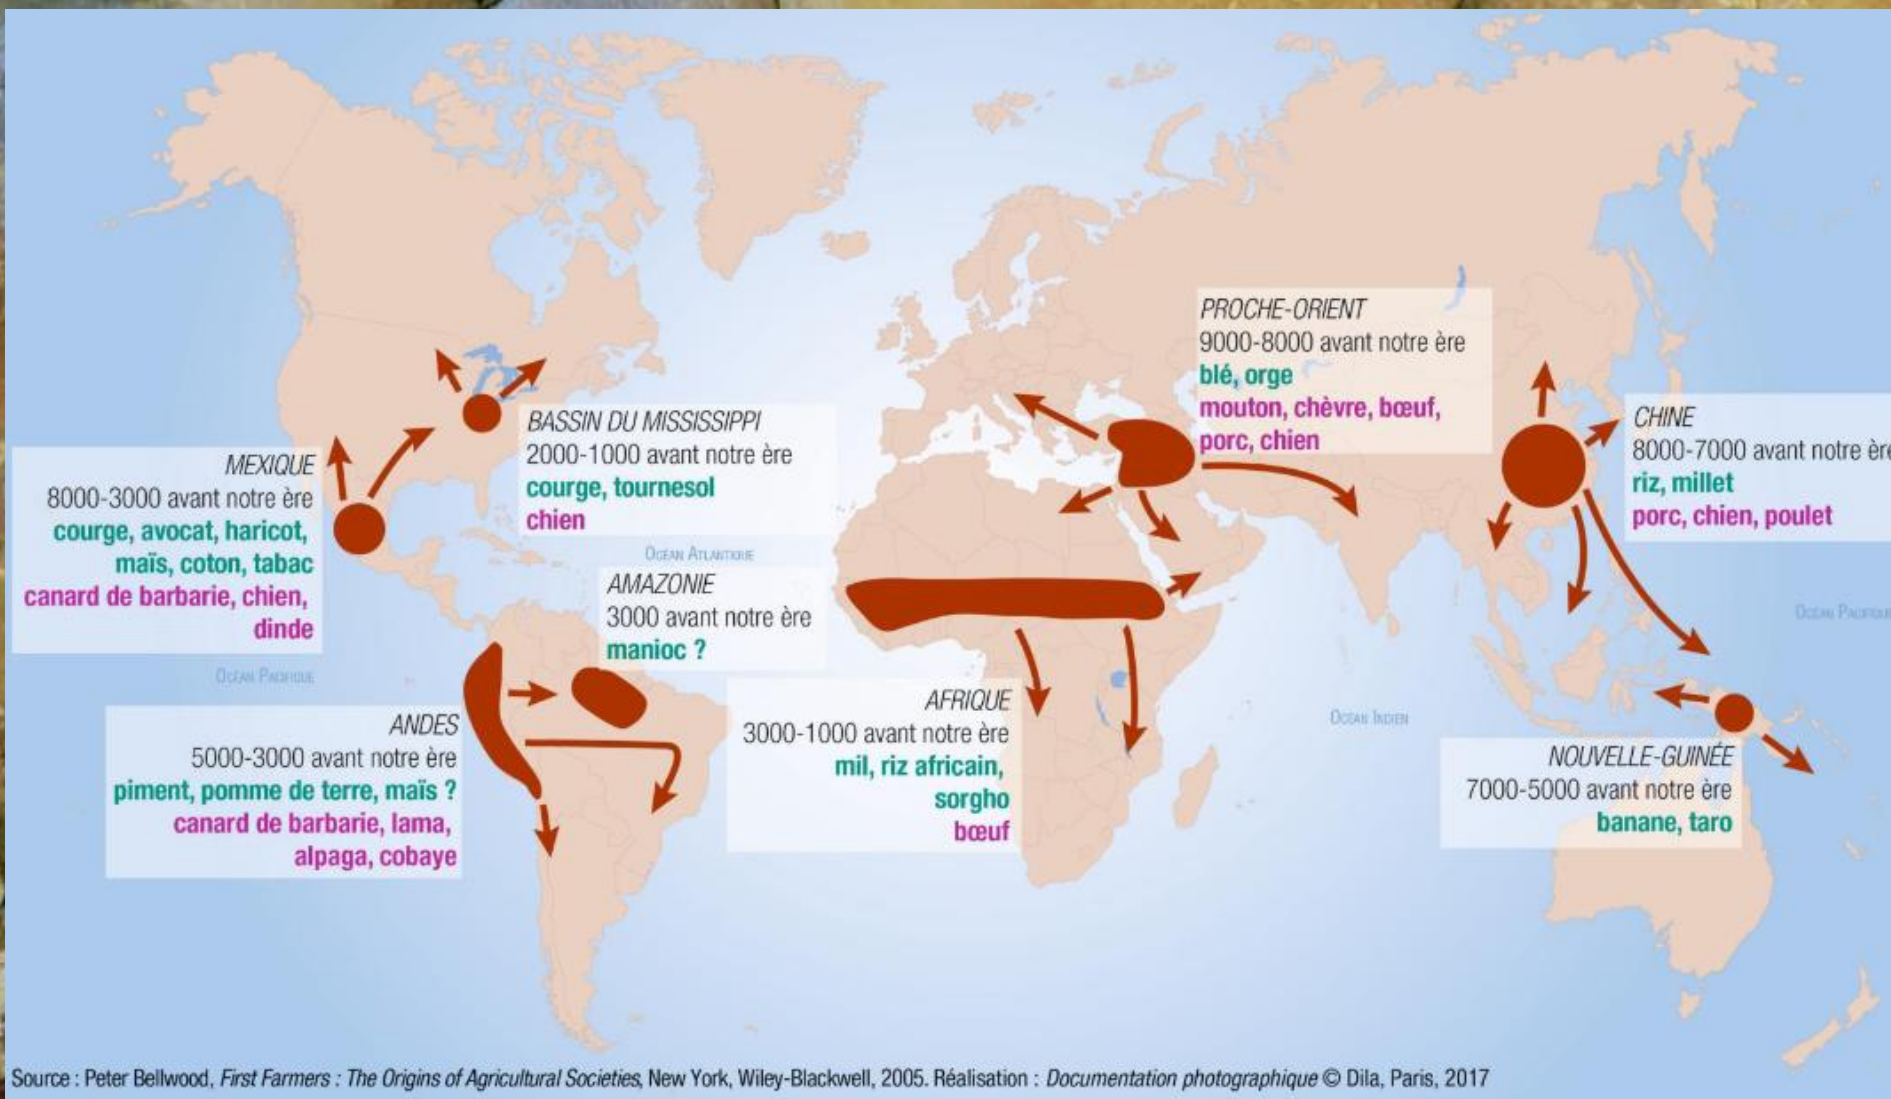 PROCHE-ORIENT
9000-8000 avant notre ère
blé, orge
mouton, chèvre, bœuf,
porc, chien
CHINE
8000-7000 avant notre ère
riz, millet
porc, chien, poulet
BASSIN DU MISSISSIPPI
2000-1000 avant notre ère
courge, tournesol
chien
MEXIQUE
8000-3000 avant notre ère
courge, avocat, haricot,
maïs, coton, tabac
canard de barbarie, chien,
dinde
Océan Atlantique
AMAZONIE
3000 avant notre ère
manioc ?
Océan Pacifique
Océan Pacifique
ANDES
5000-3000 avant notre ère
piment, pomme de terre, maïs ?
canard de barbarie, lama,
alpaga, cobaye
AFRIQUE
3000-1000 avant notre ère
mil, riz africain,
sorgho
bœuf
Océan Indien
NOUVELLE-GUINÉE
7000-5000 avant notre ère
banane, taro
Source : Peter Bellwood, First Farmers : The Origins of Agricultural Societies, New York, Wiley-Blackwell, 2005. Réalisation : Documentation photographique © Dila, Paris, 2017